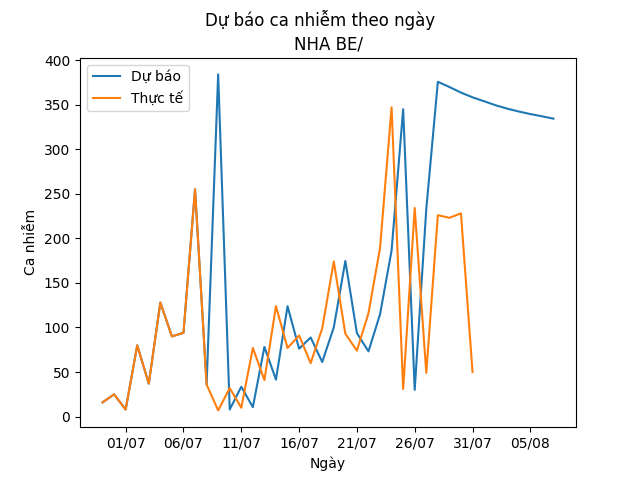 Dự báo ca nhiễm theo ngày
NHA BE/
Dự báo
Thực tế
Ca nhiễm
400
350
300
250
200
150
100
50
0
01/07 06/07 11/07 16/07 21/07 26/07 31/07 05/08
Ngày